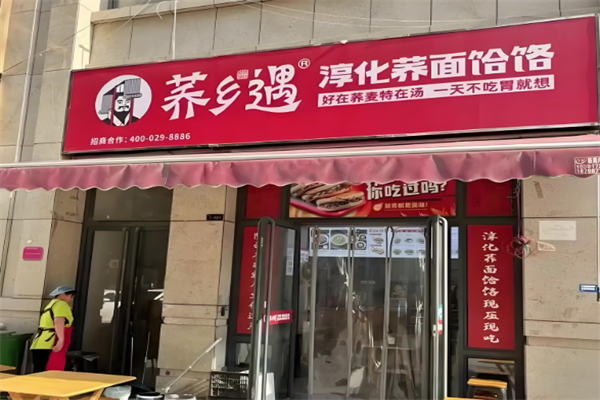 荞乡遇®
淳化荞面饸饹
好在荞麦特在汤 一天不吃胃就想
招商合作：400-029-8886
你吃过吗?
淳化荞面饸饹现压现吃